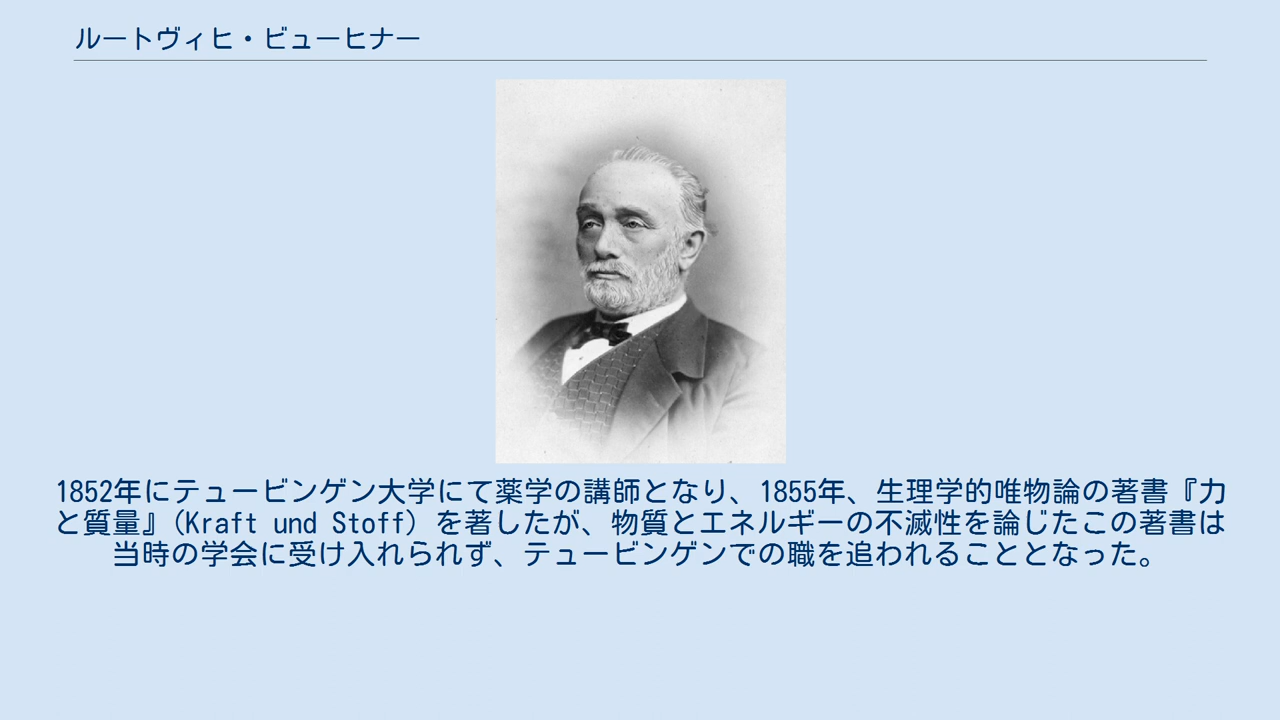 ルートヴィヒ・ビューヒナー
1852年にテュービンゲン大学にて薬学の講師となり、1855年、生理学的唯物論の著書『力
と質量』(Kraft und Stoff) を著したが、物質とエネルギーの不滅性を論じたこの著書は
当時の学会に受け入れられず、テュービンゲンでの職を追われることとなった。